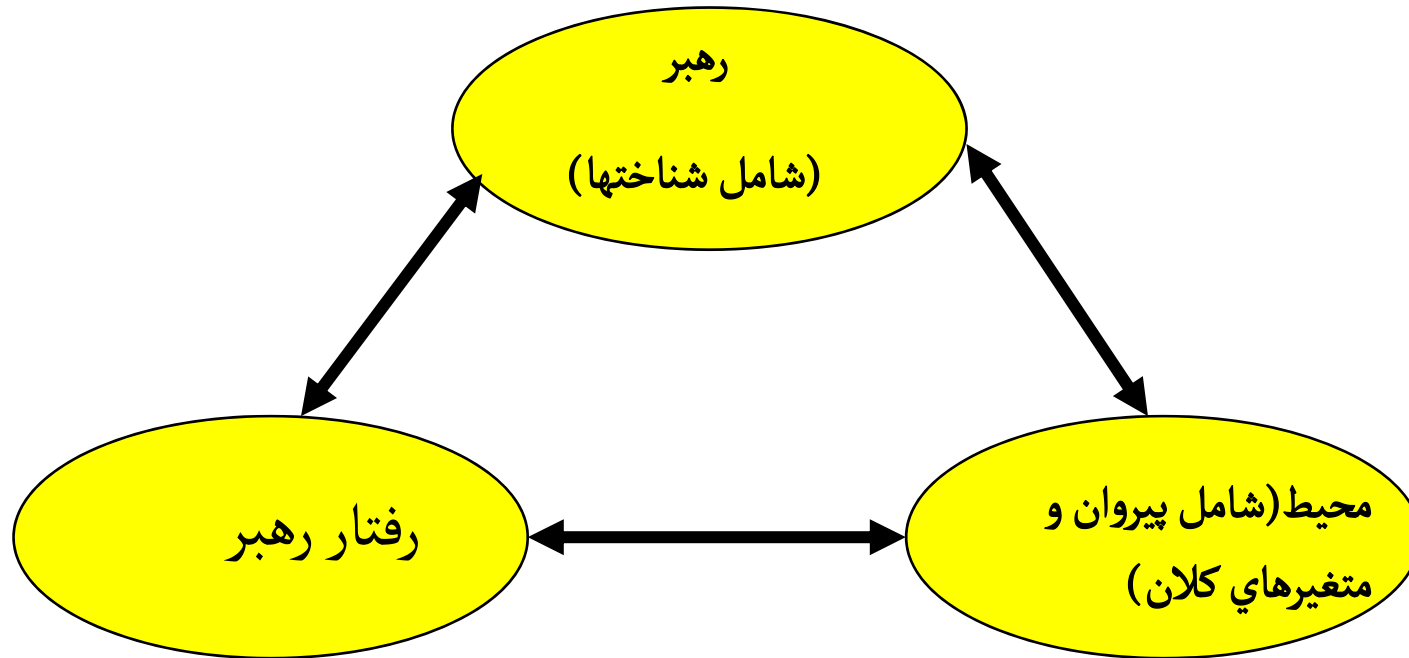 رهبر
(شامل شناختها)
رفتار رهبر
محیط(شامل پیروان و
متغیرهاي کلان)